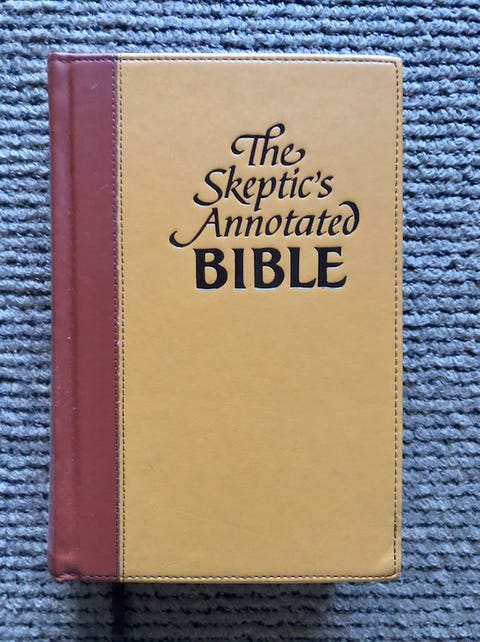 The
Skeptic's
Annotated
BIBLE